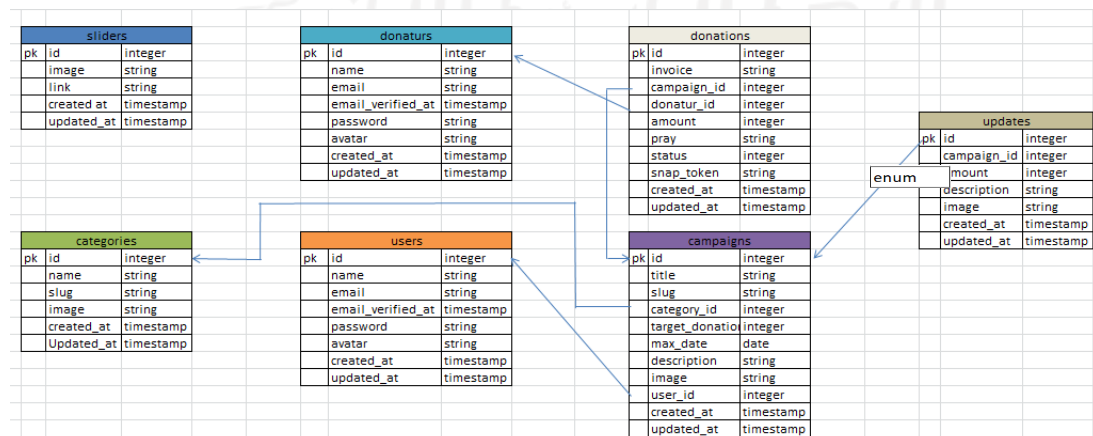 sliders
pk id integer
image string
link string
created at timestamp
updated_at timestamp
donaturs
pk id integer
name string
email string
email_verified_at timestamp
password string
avatar string
created_at timestamp
updated_at timestamp
donations
pk id integer
invoice string
campaign_id integer
donatur_id integer
amount integer
pray string
status integer
snap_token string
created_at timestamp
updated_at timestamp
updates
pk id integer
campaign_id integer
mount integer
description string
image string
created_at timestamp
updated_at timestamp
enum
categories
pk id integer
name string
slug string
image string
created_at timestamp
Updated_at timestamp
users
pk id integer
name string
email string
email_verified_at timestamp
password string
avatar string
created_at timestamp
updated_at timestamp
campaigns
pk id integer
title string
slug string
category_id integer
target_donation integer
max_date date
description string
image string
user_id integer
created_at timestamp
updated_at timestamp